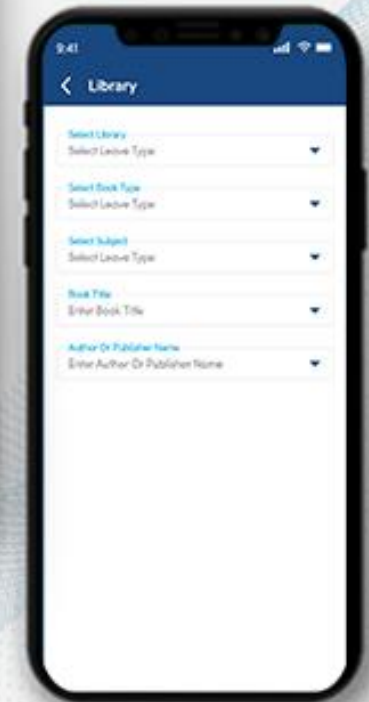 9:41
Library
Select Library
Select Leave Type
Select Book Type
Select Leave Type
Select Subject
Select Leave Type
Book Title
Enter Book Title
Author Or Publisher Name
Enter Author Or Publisher Name